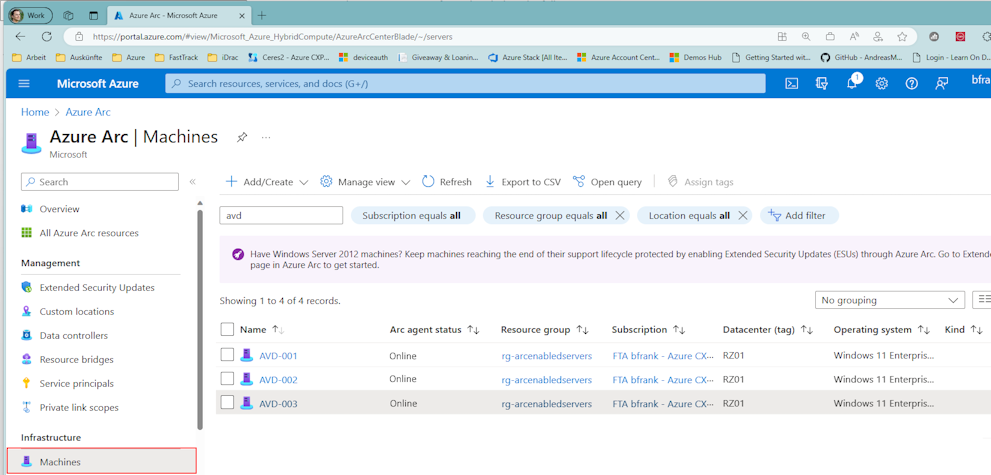 Work
Azure Arc - Microsoft Azure
https://portal.azure.com/#view/Microsoft_Azure_HybridCompute/AzureArcCenterBlade/~/servers
Arbeit Auskünfte Azure FastTrack iDrac Ceres2 - Azure CXP... deviceauth Giveaway & Loanin... Azure Stack [All Ite... Azure Account Cent... Demos Hub Getting Started wit... GitHub - AndreasM... Login - Learn On D...
Microsoft Azure Search resources, services, and docs (G+/) 1 bfran
Home > Azure Arc
Azure Arc | Machines ...
Microsoft
Search «
Add/Create Manage view Refresh Export to CSV Open query Assign tags
Overview
All Azure Arc resources
Management
Extended Security Updates
Custom locations
Data controllers
Resource bridges
Service principals
Private link scopes
Infrastructure
Machines
avd Subscription equals all Resource group equals all Location equals all Add filter
Have Windows Server 2012 machines? Keep machines reaching the end of their support lifecycle protected by enabling Extended Security Updates (ESUs) through Azure Arc. Go to Extende
page in Azure Arc to get started.
Showing 1 to 4 of 4 records. No grouping
Name Arc agent status Resource group Subscription Datacenter (tag) Operating system Kind
AVD-001 Online rg-arcenabledservers FTA bfrank - Azure CX... RZ01 Windows 11 Enterpris...
AVD-002 Online rg-arcenabledservers FTA bfrank - Azure CX... RZ01 Windows 11 Enterpris...
AVD-003 Online rg-arcenabledservers FTA bfrank - Azure CX... RZ01 Windows 11 Enterpris...